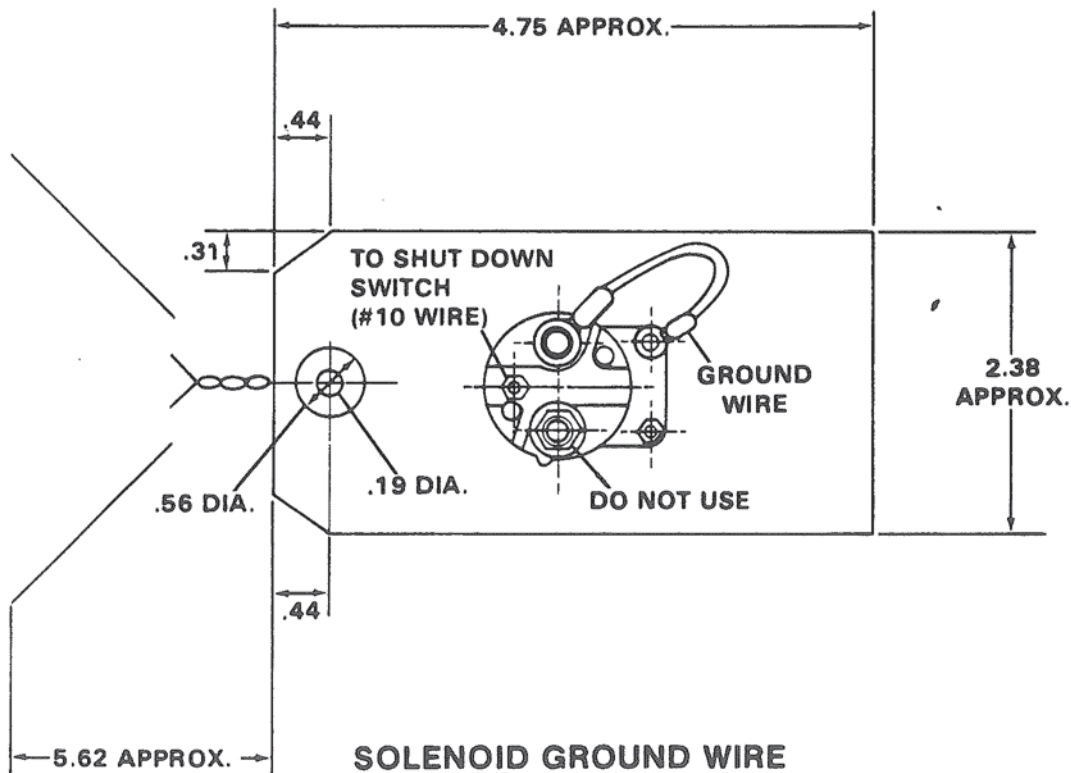 4.75 APPROX.
.44
.31
TO SHUT DOWN
SWITCH
(#10 WIRE)
GROUND
WIRE
2.38
APPROX.
.56 DIA.
.19 DIA.
DO NOT USE
.44
5.62 APPROX.
SOLENOID GROUND WIRE